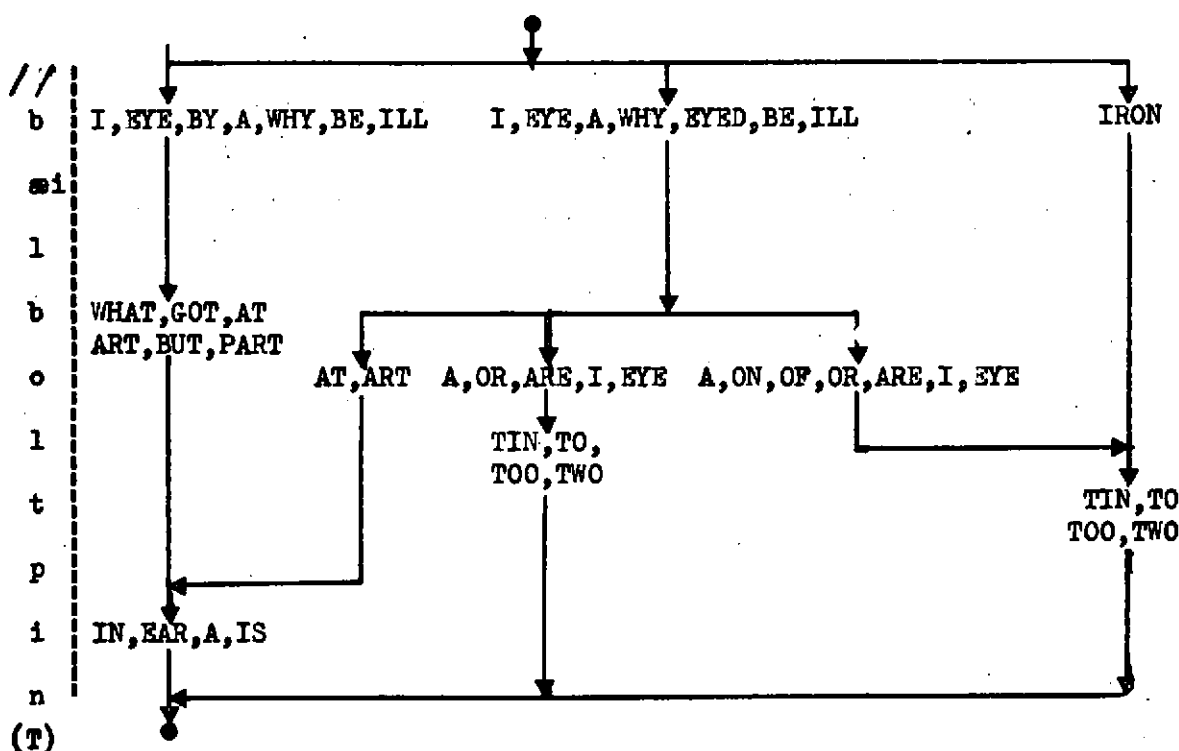 //
b I,EYE,BY,A,WHY,BE,ILL I,EYE,A,WHY,EYED,BE,ILL IRON
æi
l
b WHAT,GOT,AT
ART,BUT,PART
o AT,ART A,OR,ARE,I,EYE A,ON,OF,OR,ARE,I,EYE
l TIN,TO,
TOO,TWO
t TIN,TO
TOO,TWO
p
i IN,EAR,A,IS
n
(T)